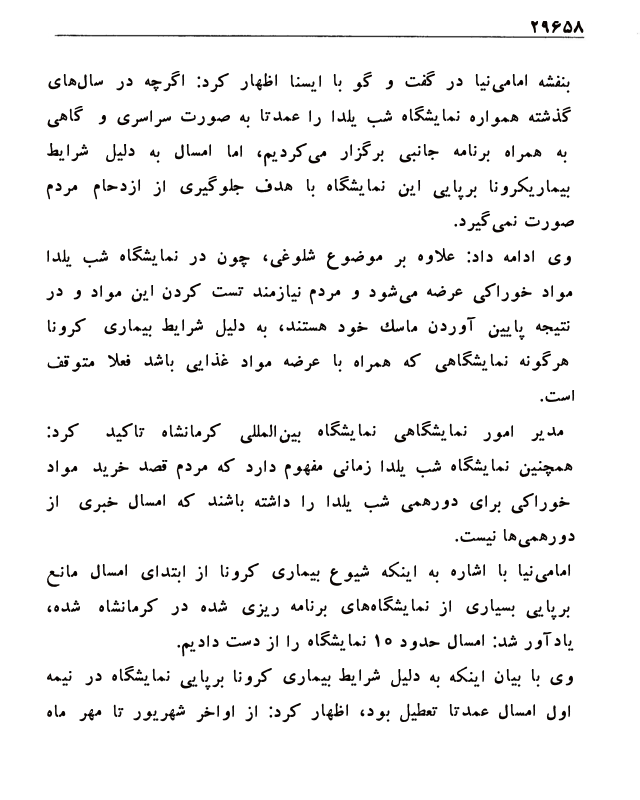 ۲۹۶۵۸
بنفشه امامی‌نیا در گفت و گو با ایسنا اظهار کرد: اگرچه در سال‌های
گذشته همواره نمایشگاه شب یلدا را عمدتا به صورت سراسری و گاهی
به همراه برنامه جانبی برگزار می‌کردیم، اما امسال به دلیل شرایط
بیماریکرونا برپایی این نمایشگاه با هدف جلوگیری از ازدحام مردم
صورت نمی‌گیرد.
وی ادامه داد: علاوه بر موضوع شلوغی، چون در نمایشگاه شب یلدا
مواد خوراکی عرضه می‌شود و مردم نیازمند تست کردن این مواد و در
نتیجه پایین آوردن ماسك خود هستند، به دلیل شرایط بیماری کرونا
هرگونه نمایشگاهی که همراه با عرضه مواد غذایی باشد فعلا متوقف
است.
مدیر امور نمایشگاهی نمایشگاه بین‌المللی کرمانشاه تاکید کرد:
همچنین نمایشگاه شب یلدا زمانی مفهوم دارد که مردم قصد خرید مواد
خوراکی برای دورهمی شب یلدا را داشته باشند که امسال خبری از
دورهمی‌ها نیست.
امامی‌نیا با اشاره به اینکه شیوع بیماری کرونا از ابتدای امسال مانع
برپایی بسیاری از نمایشگاه‌های برنامه ریزی شده در کرمانشاه شده،
یادآور شد: امسال حدود ۱۰ نمایشگاه را از دست دادیم.
وی با بیان اینکه به دلیل شرایط بیماری کرونا برپایی نمایشگاه در نیمه
اول امسال عمدتا تعطیل بود، اظهار کرد: از اواخر شهریور تا مهر ماه